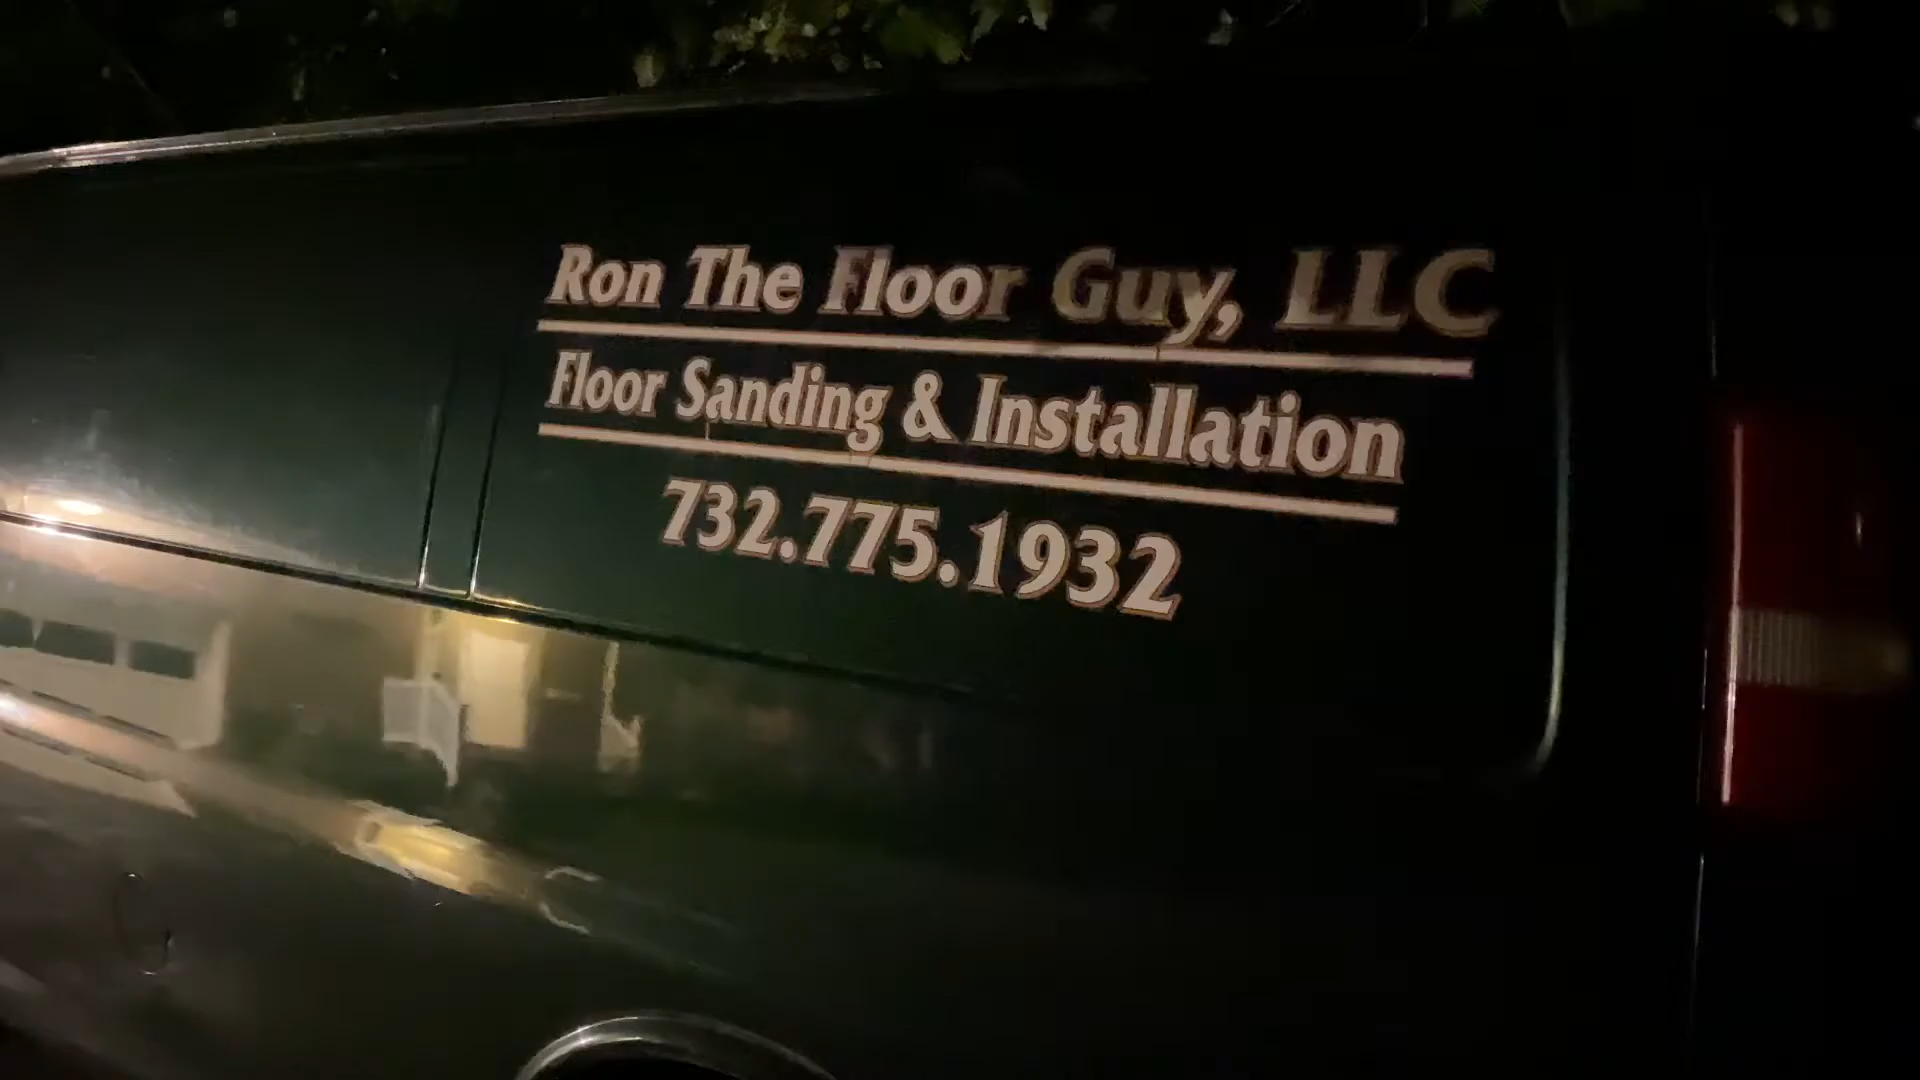 Ron The Floor Guy, LLC
Floor Sanding & Installation
732.775.1932